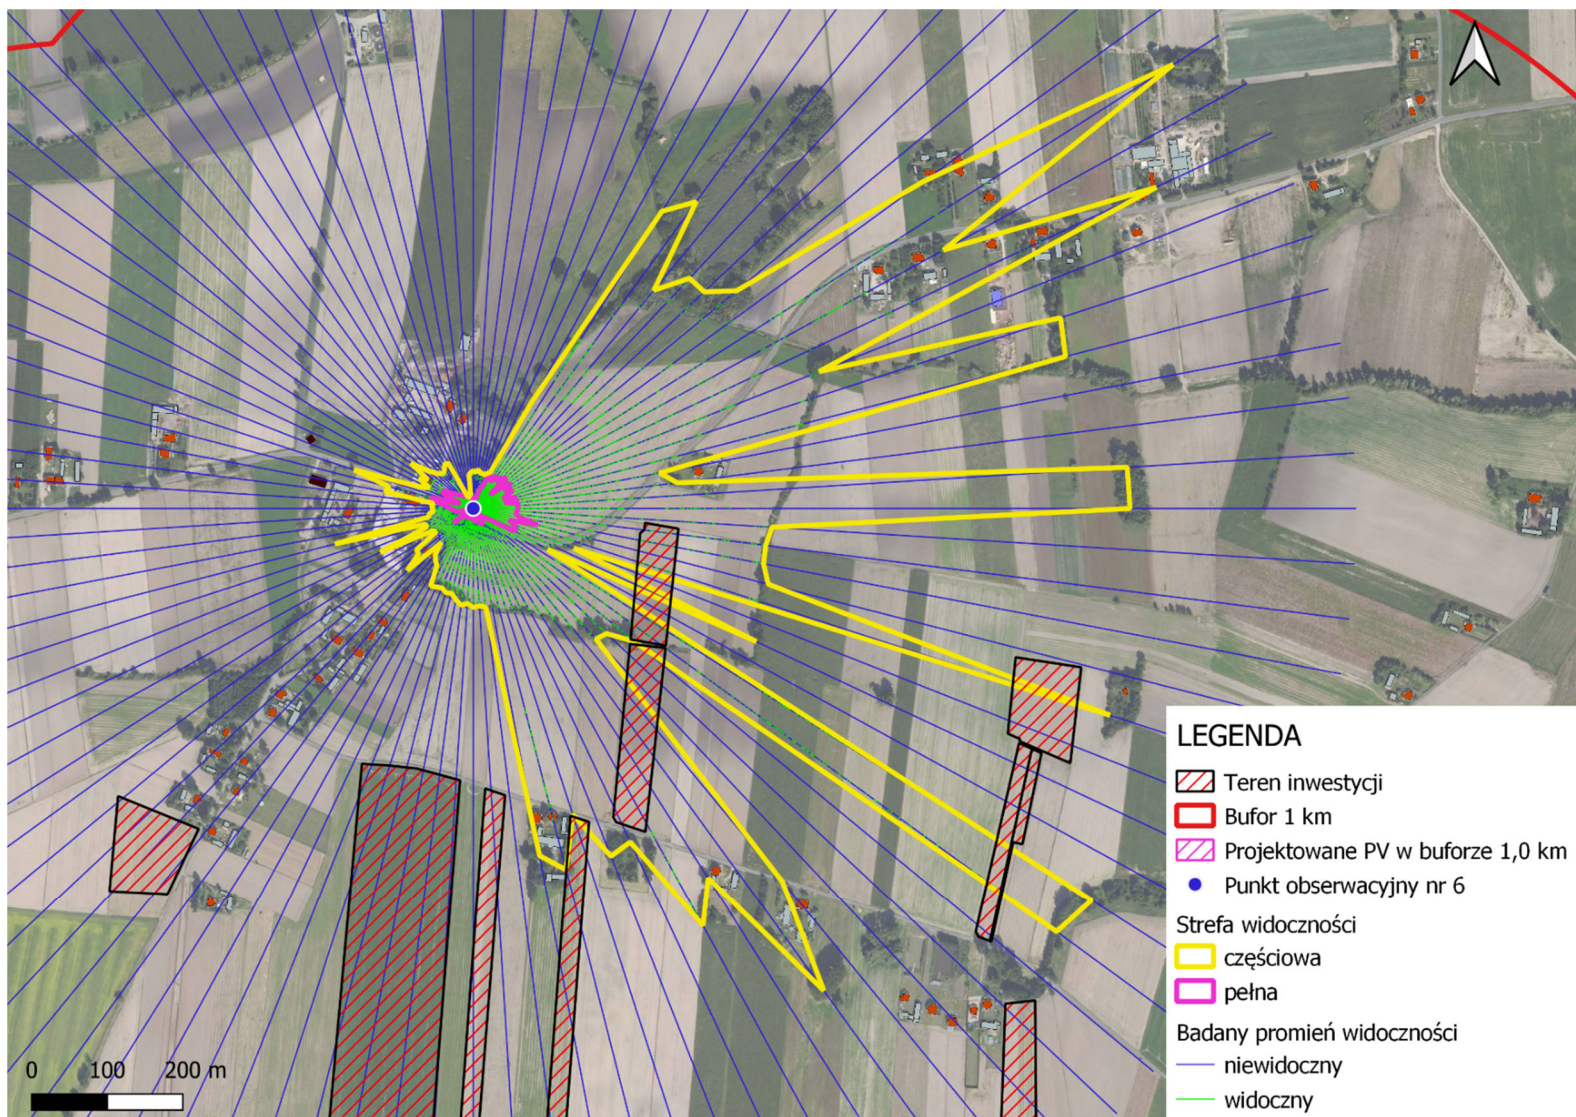 LEGENDA
Teren inwestycji
Bufor 1 km
Projektowane PV w buforze 1,0 km
Punkt obserwacyjny nr 6
Strefa widoczności
częściowa
pełna
Badany promień widoczności
niewidoczny
widoczny
0 100 200 m